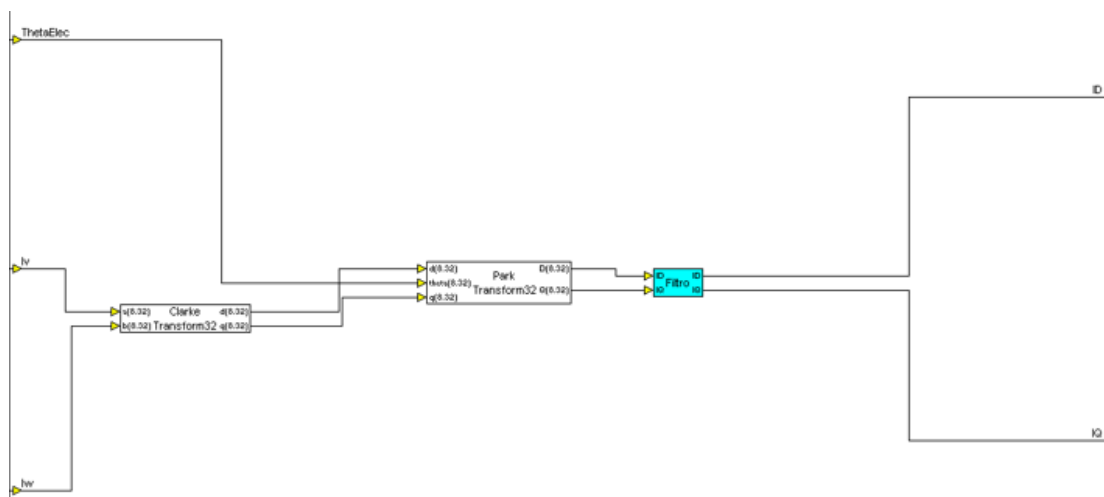 ThetaElec
ID
Iv
d(8.32)
Park
D(8.32)
theta(8.32)
Transform32
Q(8.32)
q(8.32)
ID
ID
Filtro
IQ
IQ
a(8.32)
Clarke
d(8.32)
b(8.32)
Transform32
q(8.32)
IQ
Iw